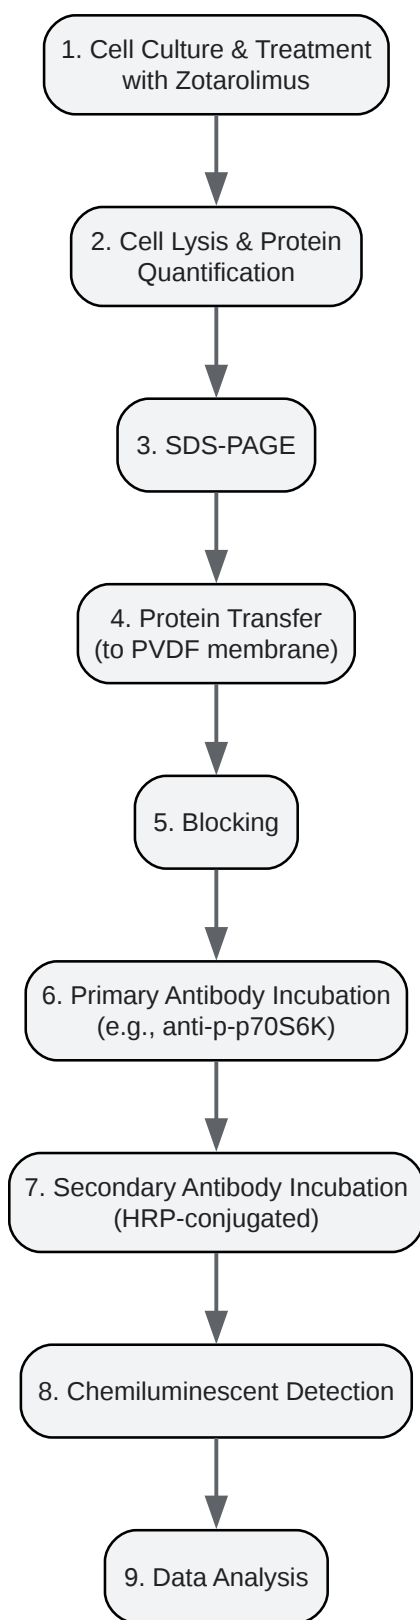 1. Cell Culture & Treatment
with Zotarolimus
2. Cell Lysis & Protein
Quantification
3. SDS-PAGE
4. Protein Transfer
(to PVDF membrane)
5. Blocking
6. Primary Antibody Incubation
(e.g., anti-p-p70S6K)
7. Secondary Antibody Incubation
(HRP-conjugated)
8. Chemiluminescent Detection
9. Data Analysis